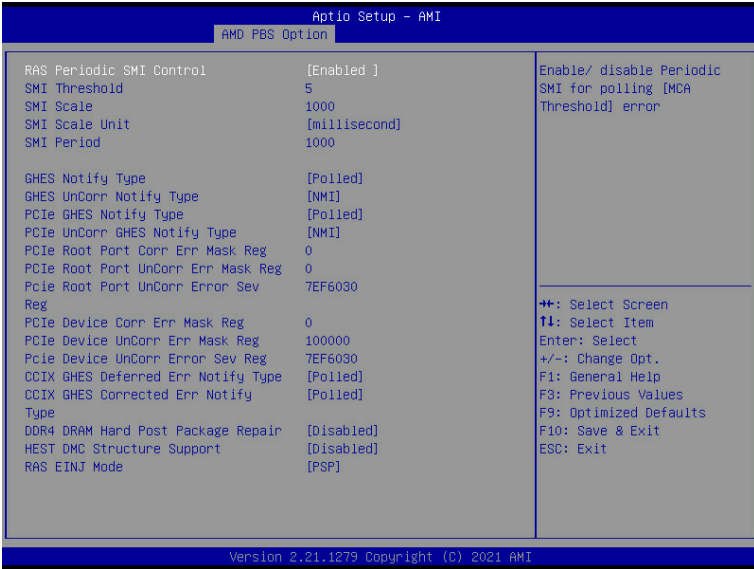 Aptio Setup - AMI
AMD PBS Option
RAS Periodic SMI Control [Enabled ]
SMI Threshold 5
SMI Scale 1000
SMI Scale Unit [millisecond]
SMI Period 1000
GHES Notify Type [Polled]
GHES UnCorr Notify Type [NMI]
PCIe GHES Notify Type [Polled]
PCIe UnCorr GHES Notify Type [NMI]
PCIe Root Port Corr Err Mask Reg 0
PCIe Root Port UnCorr Err Mask Reg 0
Pcie Root Port UnCorr Error Sev 7EF6030
Reg
PCIe Device Corr Err Mask Reg 0
PCIe Device UnCorr Err Mask Reg 100000
Pcie Device UnCorr Error Sev Reg 7EF6030
CCIX GHES Deferred Err Notify Type [Polled]
CCIX GHES Corrected Err Notify [Polled]
Type
DDR4 DRAM Hard Post Package Repair [Disabled]
HEST DMC Structure Support [Disabled]
RAS EINJ Mode [PSP]
Enable/ disable Periodic
SMI for polling [MCA
Threshold] error
→←: Select Screen
↑↓: Select Item
Enter: Select
+/-: Change Opt.
F1: General Help
F3: Previous Values
F9: Optimized Defaults
F10: Save & Exit
ESC: Exit
Version 2.21.1279 Copyright (C) 2021 AMI